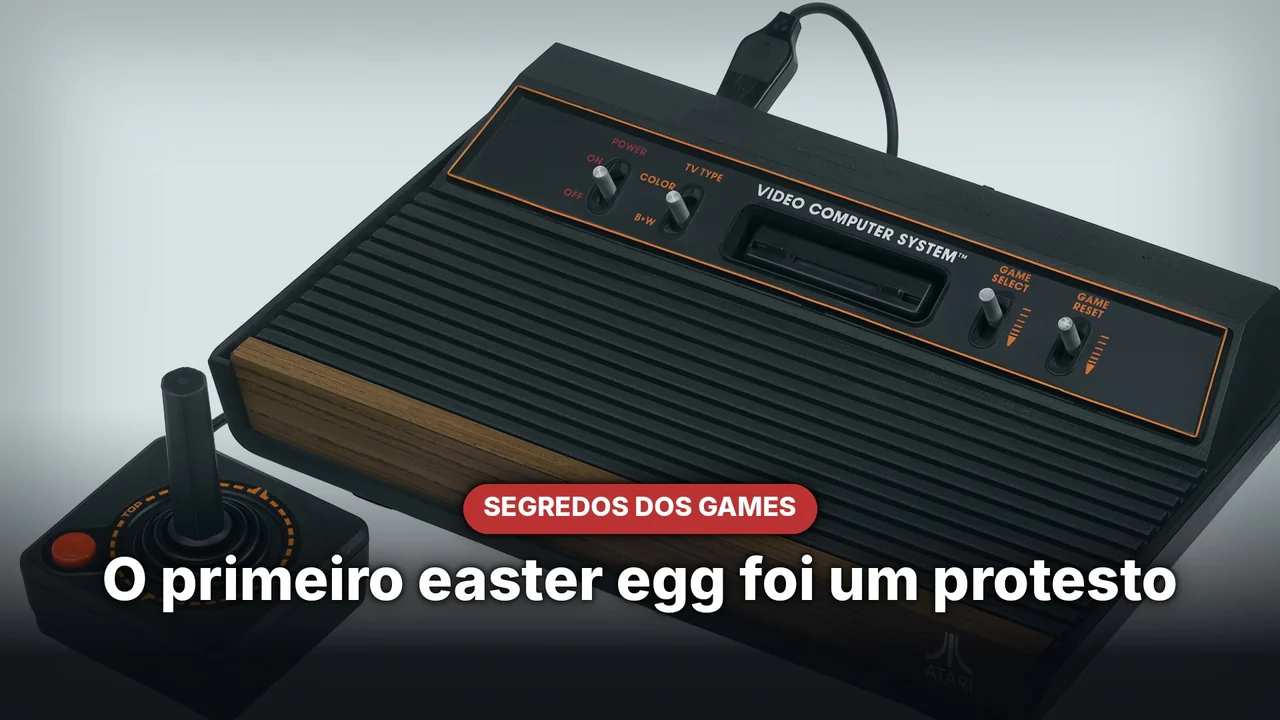 POWER
ON
OFF
TV TYPE
COLOR
B•W
VIDEO COMPUTER SYSTEM™
GAME
SELECT
GAME
RESET
TOP
SEGREDOS DOS GAMES
O primeiro easter egg foi um protesto
ATARI